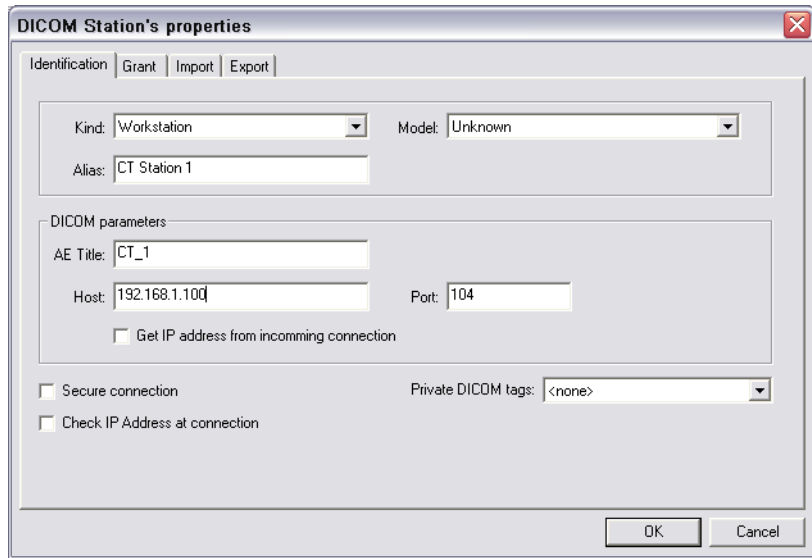 DICOM Station's properties
Identification Grant Import Export
Kind: Workstation Model: Unknown
Alias: CT Station 1
DICOM parameters
AE Title: CT_1
Host: 192.168.1.100 Port: 104
Get IP address from incomming connection
Secure connection Private DICOM tags: <none>
Check IP Address at connection
OK Cancel